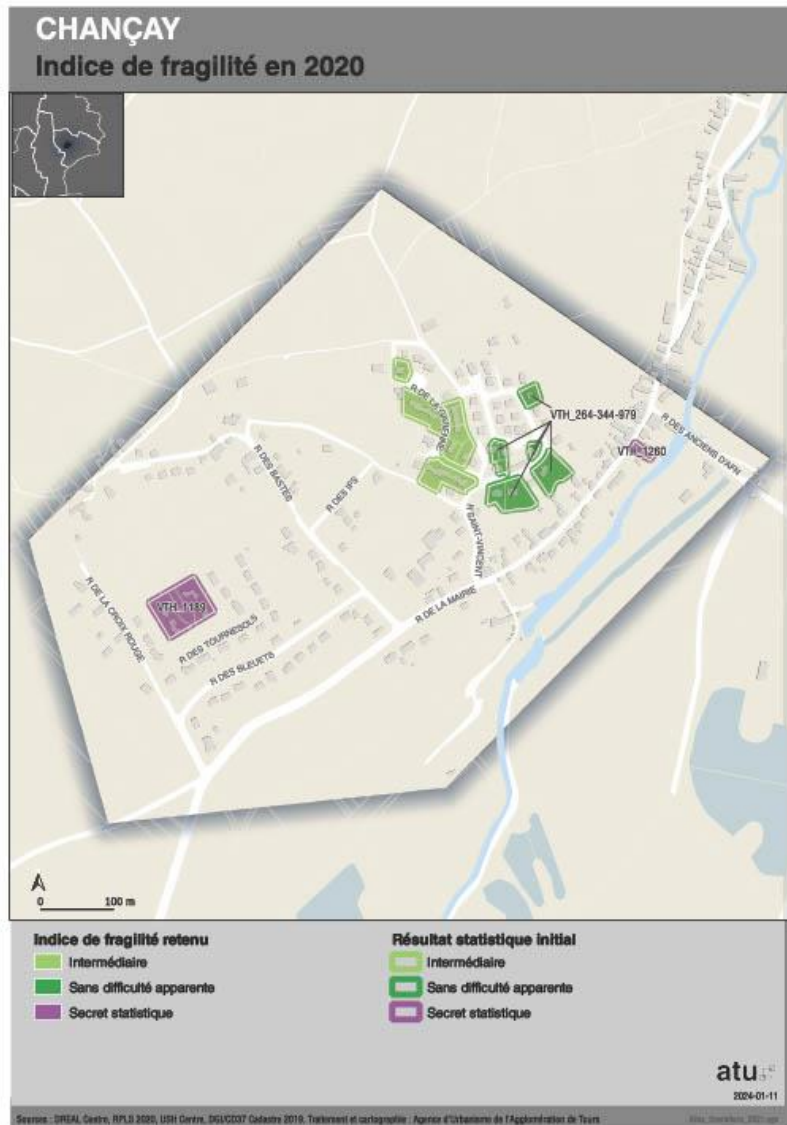 CHANÇAY
Indice de fragilité en 2020
R DE LA GARENNE
VTH_264-344-979
R DES ANCIENS D'AFN
VTH_1260
R DES BASTES
R DES IFS
R SAINT-VINCENT
R DE LA MAIRIE
VTH_1189
R DE LA CROIX ROUGE
R DES TOURNESOLS
R DES BLEUETS
0 100 m
Indice de fragilité retenu
Intermédiaire
Sans difficulté apparente
Secret statistique
Résultat statistique initial
Intermédiaire
Sans difficulté apparente
Secret statistique
atu
2024-01-11
Sources : DREAL Centre, RPLS 2020, USH Centre, DGI/CD37 Cadastre 2019. Traitement et cartographie : Agence d'Urbanisme de l'Agglomération de Tours